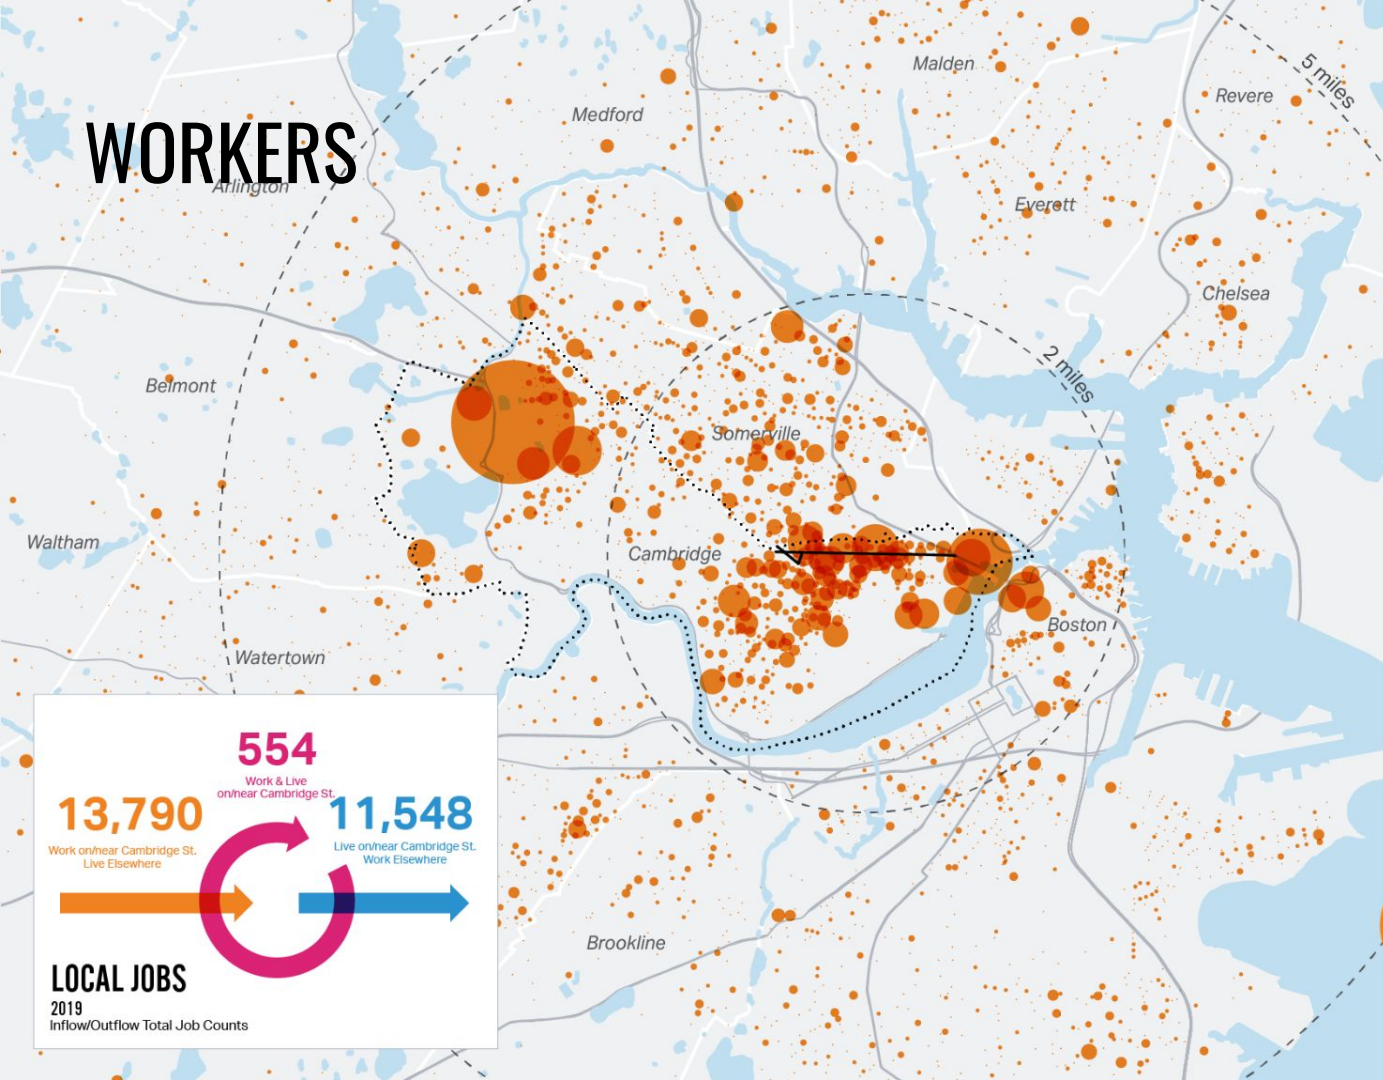 Malden
5 miles
Revere
Medford
WORKERS
Arlington
Everett
Chelsea
2 miles
Belmont
Somerville
Waltham
Cambridge
Boston
Watertown
554
Work & Live
on/near Cambridge St.
13,790
Work on/near Cambridge St.
Live Elsewhere
11,548
Live on/near Cambridge St.
Work Elsewhere
Brookline
LOCAL JOBS
2019
Inflow/Outflow Total Job Counts